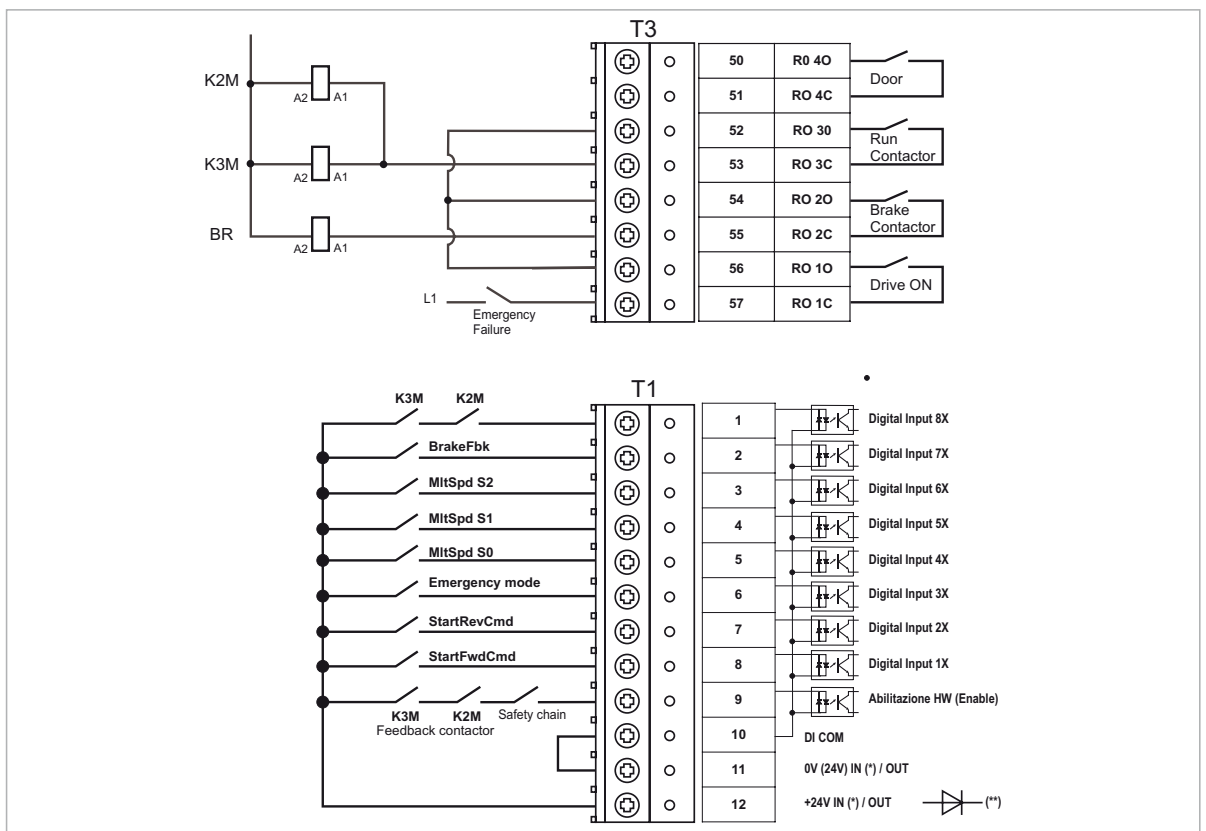 T3
K2M
A2 A1
K3M
A2 A1
BR
A2 A1
L1
Emergency
Failure
50 R0 4O
51 RO 4C
52 RO 30
53 RO 3C
54 RO 2O
55 RO 2C
56 RO 1O
57 RO 1C
Door
Run
Contactor
Brake
Contactor
Drive ON
T1
K3M K2M
BrakeFbk
MltSpd S2
MltSpd S1
MltSpd S0
Emergency mode
StartRevCmd
StartFwdCmd
K3M K2M Safety chain
Feedback contactor
1 Digital Input 8X
2 Digital Input 7X
3 Digital Input 6X
4 Digital Input 5X
5 Digital Input 4X
6 Digital Input 3X
7 Digital Input 2X
8 Digital Input 1X
9 Abilitazione HW (Enable)
10 DI COM
11 0V (24V) IN (*) / OUT
12 +24V IN (*) / OUT (**)